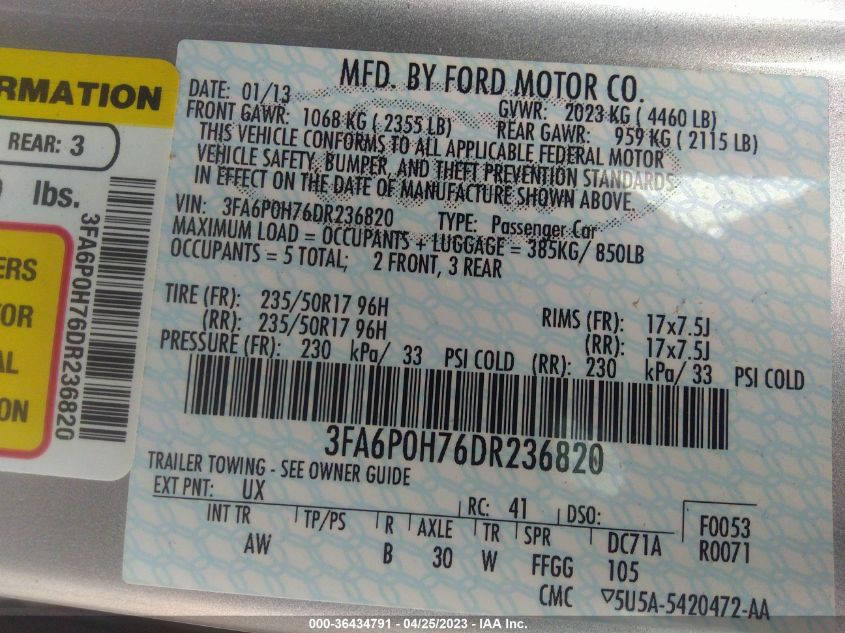 RMATION
REAR: 3
lbs.
ERS
TOR
AL
ION
3FA6P0H76DR236820
MFD. BY FORD MOTOR CO.
DATE: 01/13 GVWR: 2023 KG ( 4460 LB)
FRONT GAWR: 1068 KG ( 2355 LB) REAR GAWR: 959 KG ( 2115 LB)
THIS VEHICLE CONFORMS TO ALL APPLICABLE FEDERAL MOTOR
VEHICLE SAFETY, BUMPER, AND THEFT PREVENTION STANDARDS
IN EFFECT ON THE DATE OF MANUFACTURE SHOWN ABOVE.
VIN: 3FA6P0H76DR236820 TYPE: Passenger Car
MAXIMUM LOAD = OCCUPANTS + LUGGAGE = 385KG/ 850LB
OCCUPANTS = 5 TOTAL; 2 FRONT, 3 REAR
TIRE (FR): 235/50R17 96H RIMS (FR): 17x7.5J
(RR): 235/50R17 96H (RR): 17x7.5J
PRESSURE (FR): 230 kPa/ 33 PSI COLD (RR): 230 kPa/ 33 PSI COLD
3FA6P0H76DR236820
TRAILER TOWING - SEE OWNER GUIDE
EXT PNT: UX RC: 41 DSO: F0053
INT TR TP/PS R AXLE TR SPR DC71A R0071
AW B 30 W FFGG 105
CMC ▽5U5A-5420472-AA
000-36434791 - 04/25/2023 - IAA Inc.